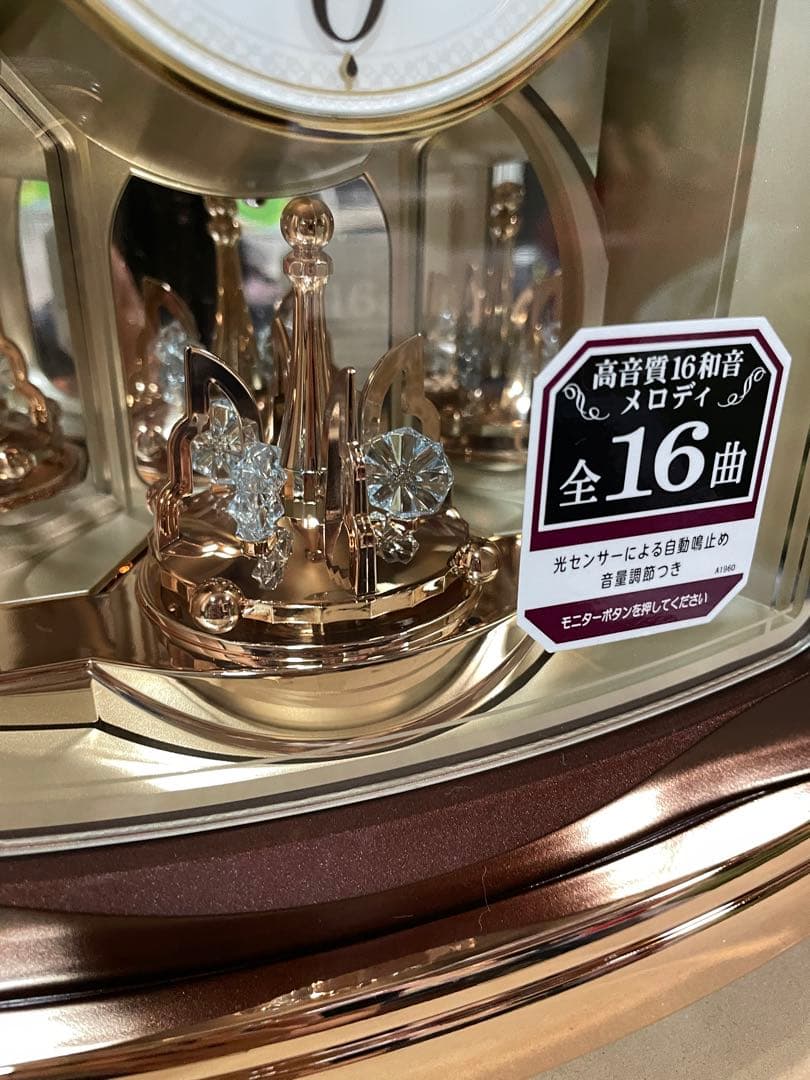 6
高音質16和音
メロディ
全16曲
光センサーによる自動鳴止め
音量調節つき
A1960
モニターボタンを押してください